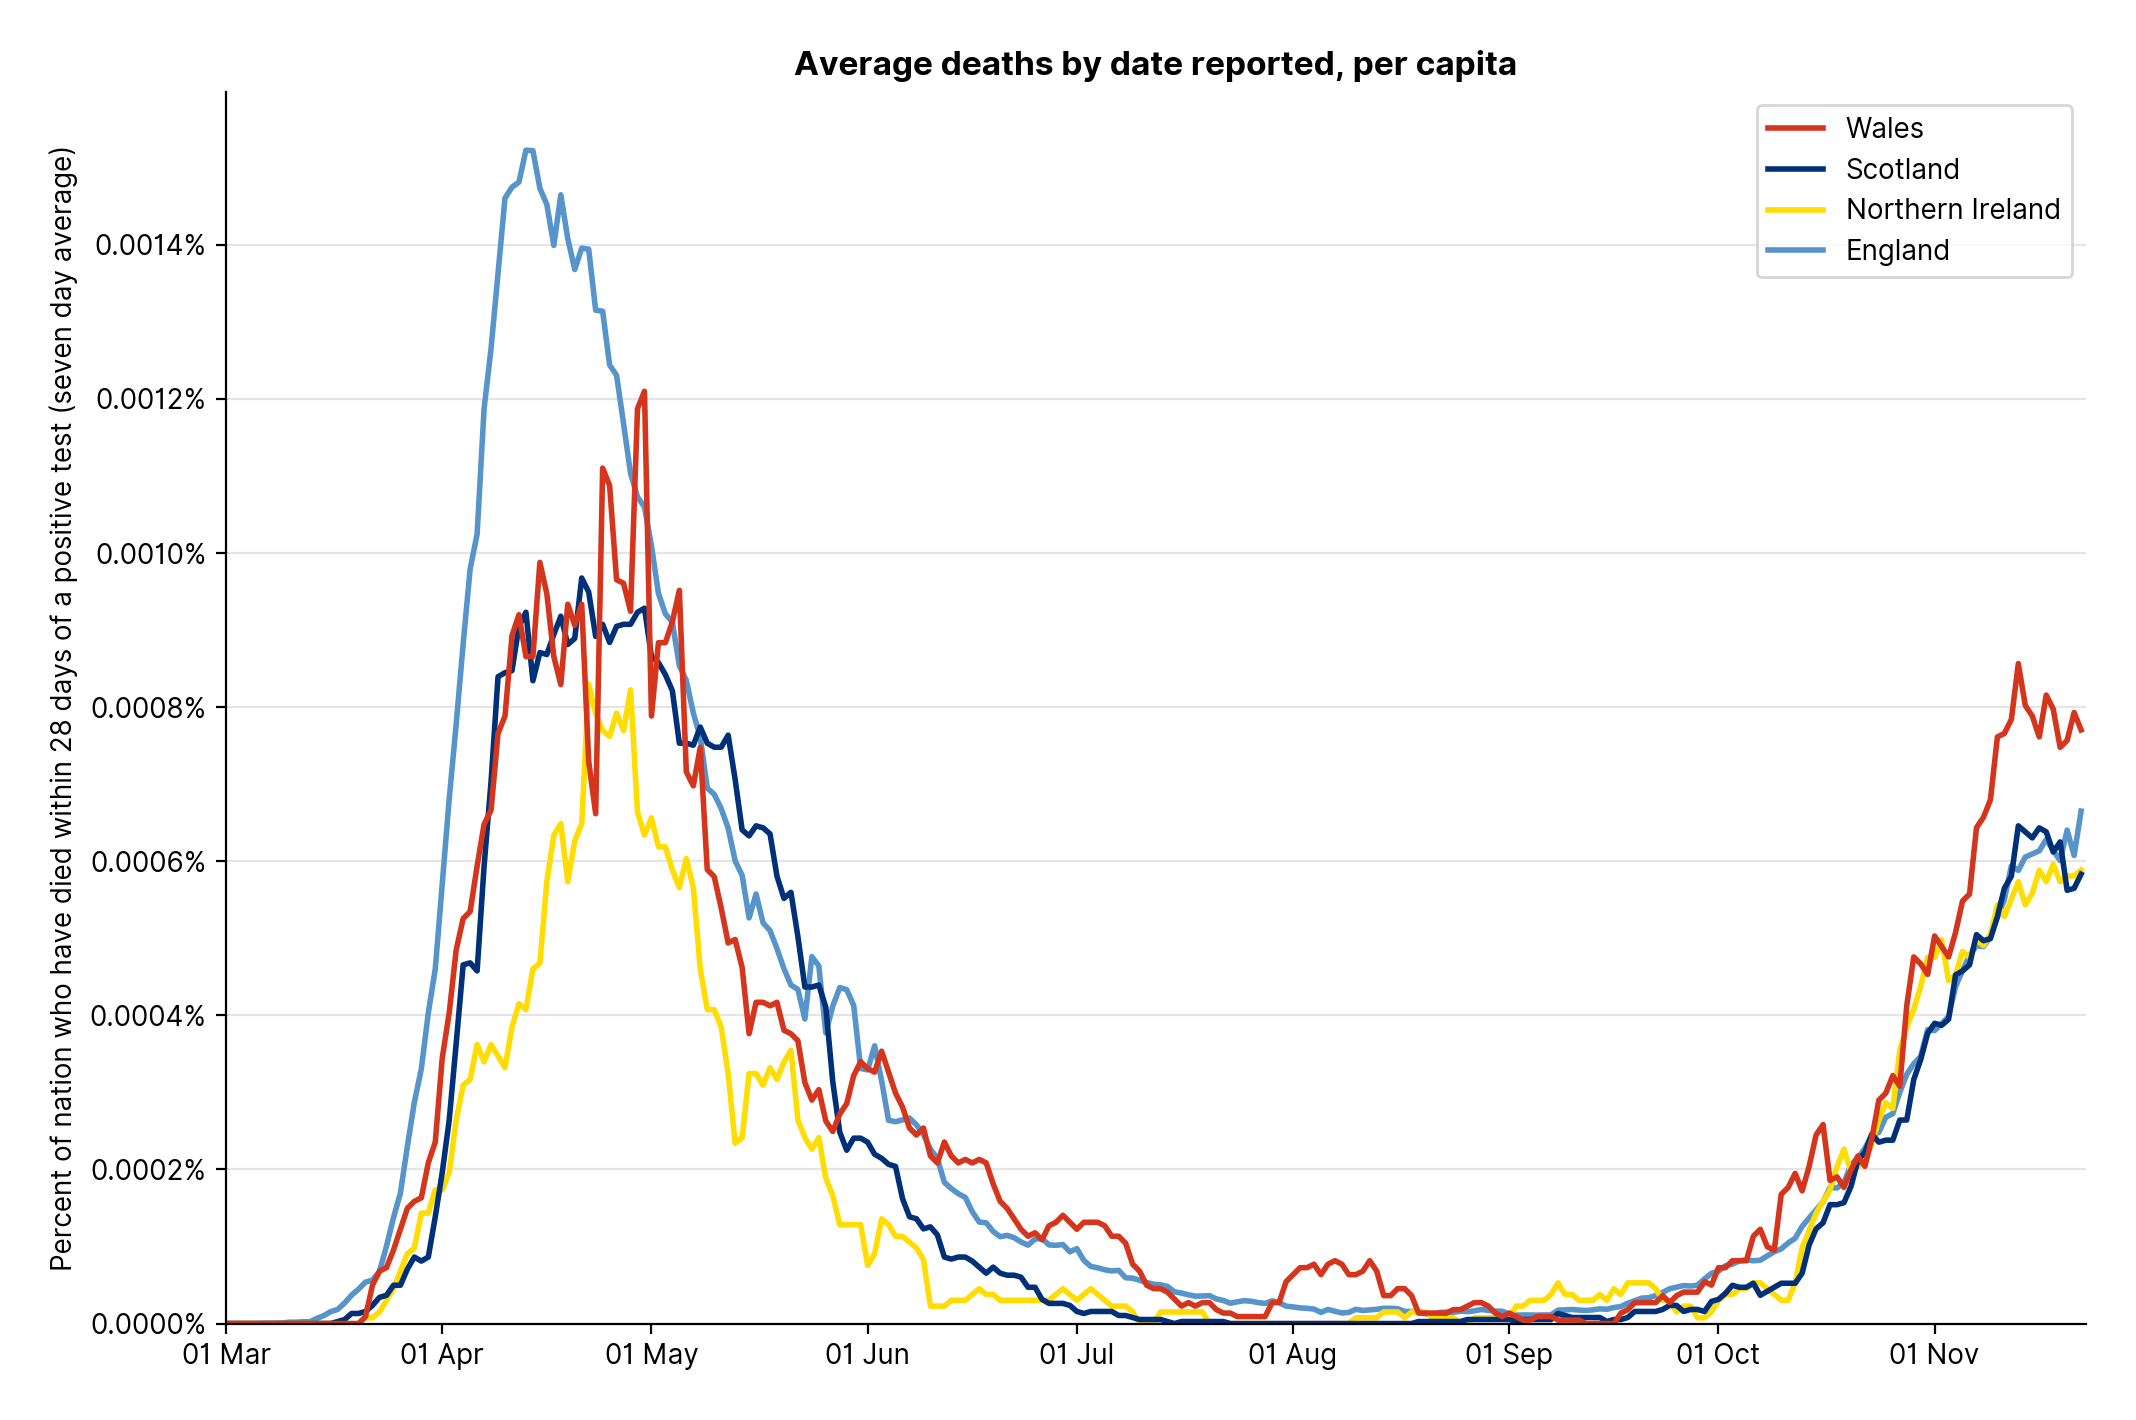 Average deaths by date reported, per capita
Wales
Scotland
Northern Ireland
England
Percent of nation who have died within 28 days of a positive test (seven day average)
0.0014%
0.0012%
0.0010%
0.0008%
0.0006%
0.0004%
0.0002%
0.0000%
01 Mar
01 Apr
01 May
01 Jun
01 Jul
01 Aug
01 Sep
01 Oct
01 Nov